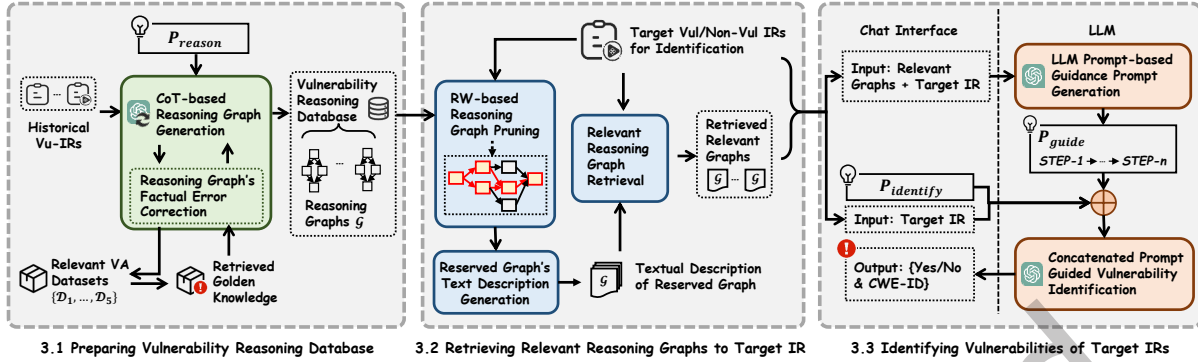 P_reason
Historical
Vu-IRs
CoT-based
Reasoning Graph
Generation
Reasoning Graph's
Factual Error
Correction
Vulnerability
Reasoning
Database
...
Reasoning
Graphs G
Relevant VA
Datasets
{D_1, ..., D_5}
Retrieved
Golden
Knowledge
3.1 Preparing Vulnerability Reasoning Database
Target Vul/Non-Vul IRs
for Identification
RW-based
Reasoning
Graph Pruning
Relevant
Reasoning
Graph
Retrieval
Retrieved
Relevant
Graphs
G ... G
Reserved Graph's
Text Description
Generation
G
Textual Description
of Reserved Graph
3.2 Retrieving Relevant Reasoning Graphs to Target IR
Chat Interface
LLM
Input: Relevant
Graphs + Target IR
LLM Prompt-based
Guidance Prompt
Generation
P_guide
STEP-1 → ... → STEP-n
P_identify
Input: Target IR
Output: {Yes/No
& CWE-ID}
Concatenated Prompt
Guided Vulnerability
Identification
3.3 Identifying Vulnerabilities of Target IRs